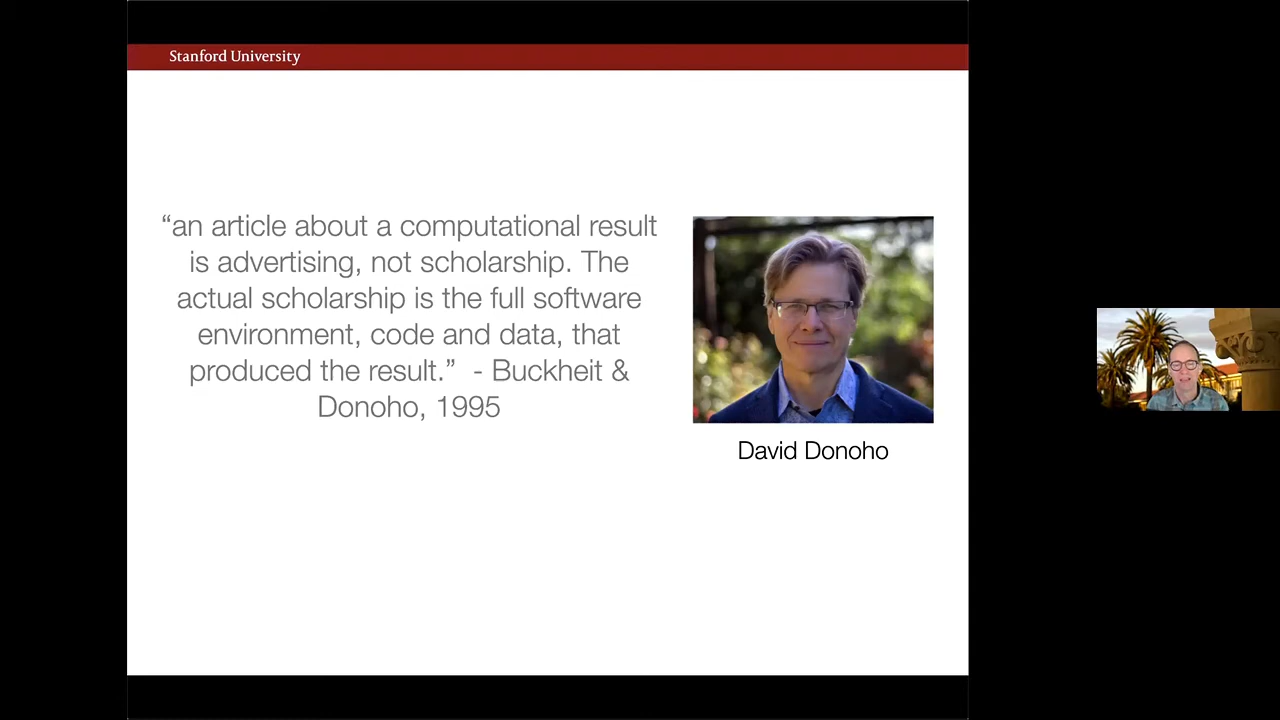 Stanford University
“an article about a computational result
is advertising, not scholarship. The
actual scholarship is the full software
environment, code and data, that
produced the result.” - Buckheit &
Donoho, 1995
David Donoho